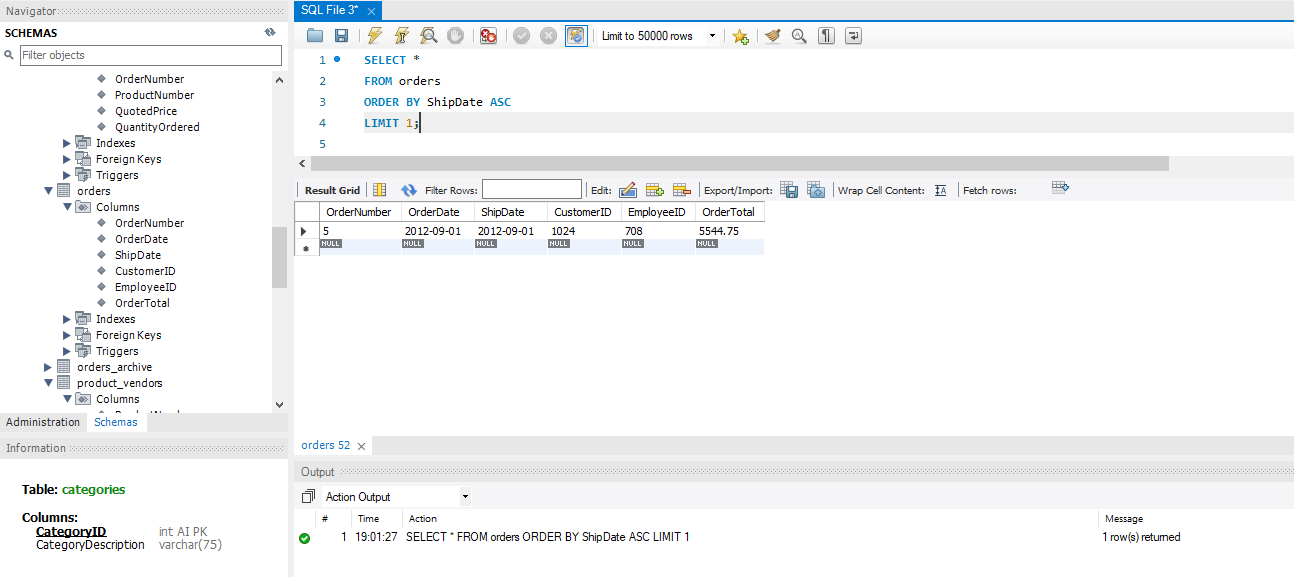 Navigator
SCHEMAS
Filter objects
OrderNumber
ProductNumber
QuotedPrice
QuantityOrdered
Indexes
Foreign Keys
Triggers
orders
Columns
OrderNumber
OrderDate
ShipDate
CustomerID
EmployeeID
OrderTotal
Indexes
Foreign Keys
Triggers
orders_archive
product_vendors
Columns
Administration Schemas
Information
Table: categories
Columns:
CategoryID int AI PK
CategoryDescription varchar(75)
SQL File 3*
Limit to 50000 rows
1 SELECT *
2 FROM orders
3 ORDER BY ShipDate ASC
4 LIMIT 1;
5
Result Grid Filter Rows: Edit: Export/Import: Wrap Cell Content: Fetch rows:
OrderNumber OrderDate ShipDate CustomerID EmployeeID OrderTotal
5 2012-09-01 2012-09-01 1024 708 5544.75
NULL NULL NULL NULL NULL NULL
orders 52
Output
Action Output
# Time Action Message
1 19:01:27 SELECT * FROM orders ORDER BY ShipDate ASC LIMIT 1 1 row(s) returned